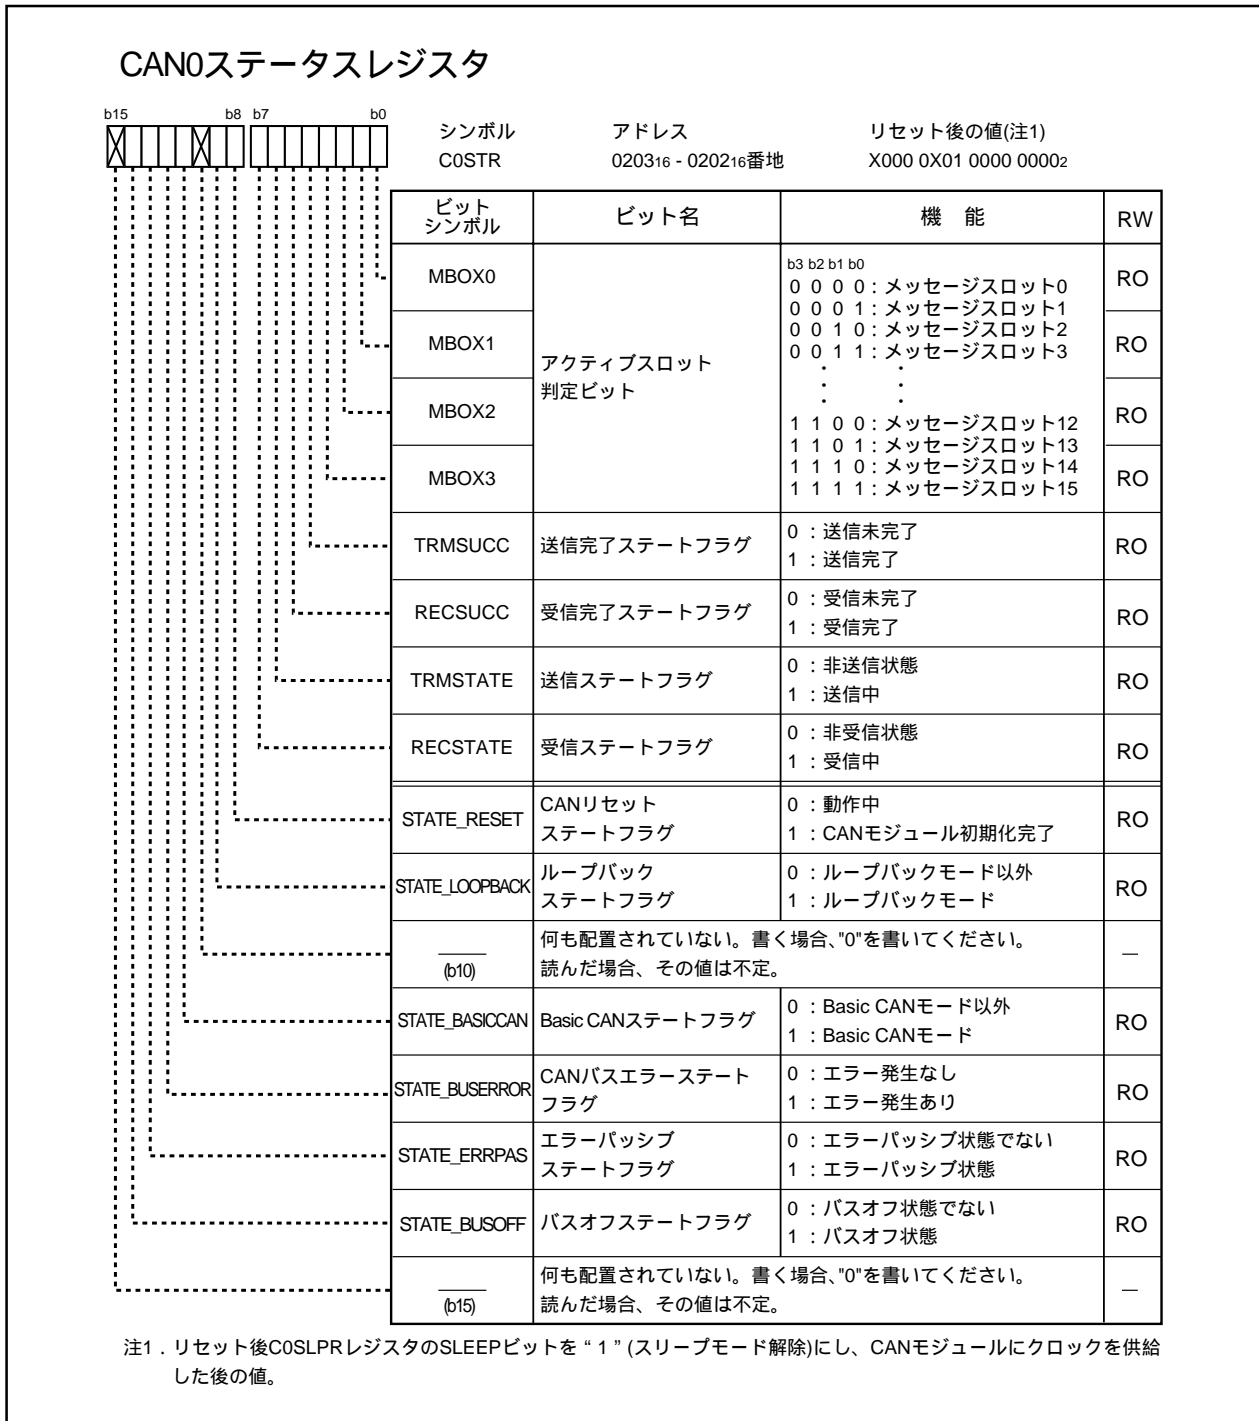 CAN0ステータスレジスタ
b15 b8 b7 b0
シンボル アドレス リセット後の値(注1)
C0STR 020316 - 020216番地 X000 0X01 0000 00002
ビット
シンボル
ビット名 機 能 RW
MBOX0
MBOX1
MBOX2
MBOX3
アクティブスロット
判定ビット
b3 b2 b1 b0
0 0 0 0:メッセージスロット0
0 0 0 1:メッセージスロット1
0 0 1 0:メッセージスロット2
0 0 1 1:メッセージスロット3
・ ・
・ ・
・ ・
1 1 0 0:メッセージスロット12
1 1 0 1:メッセージスロット13
1 1 1 0:メッセージスロット14
1 1 1 1:メッセージスロット15
RO
RO
RO
RO
TRMSUCC 送信完了ステートフラグ
0 :送信未完了
1 :送信完了
RO
RECSUCC 受信完了ステートフラグ
0 :受信未完了
1 :受信完了
RO
TRMSTATE 送信ステートフラグ
0 :非送信状態
1 :送信中
RO
RECSTATE 受信ステートフラグ
0 :非受信状態
1 :受信中
RO
STATE_RESET
CANリセット
ステートフラグ
0 :動作中
1 :CANモジュール初期化完了
RO
STATE_LOOPBACK
ループバック
ステートフラグ
0 :ループバックモード以外
1 :ループバックモード
RO
(b10)
何も配置されていない。書く場合、"0"を書いてください。
読んだ場合、その値は不定。
—
STATE_BASICCAN Basic CANステートフラグ
0 :Basic CANモード以外
1 :Basic CANモード
RO
STATE_BUSERROR
CANバスエラーステート
フラグ
0 :エラー発生なし
1 :エラー発生あり
RO
STATE_ERRPAS
エラーパッシブ
ステートフラグ
0 :エラーパッシブ状態でない
1 :エラーパッシブ状態
RO
STATE_BUSOFF バスオフステートフラグ
0 :バスオフ状態でない
1 :バスオフ状態
RO
(b15)
何も配置されていない。書く場合、"0"を書いてください。
読んだ場合、その値は不定。
—
注1.リセット後C0SLPRレジスタのSLEEPビットを“1”(スリープモード解除)にし、CANモジュールにクロックを供給
した後の値。